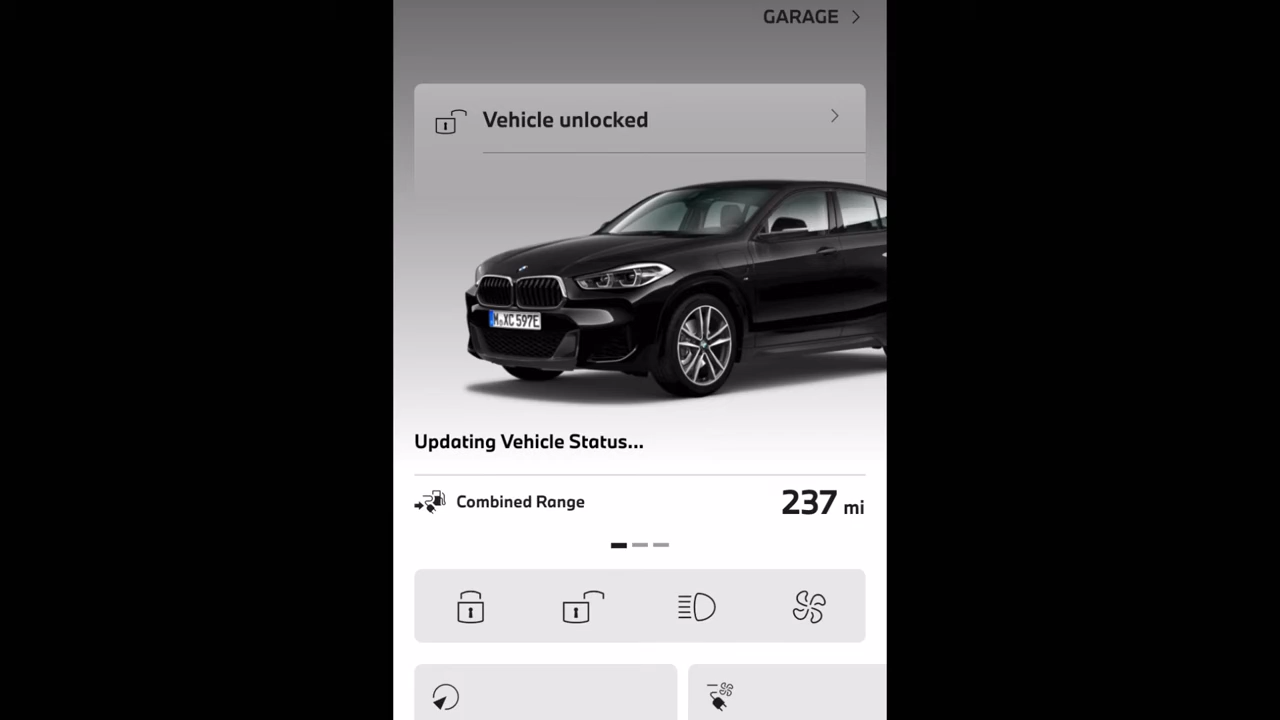 GARAGE
Vehicle unlocked
M XC 597E
Updating Vehicle Status...
Combined Range
237 mi